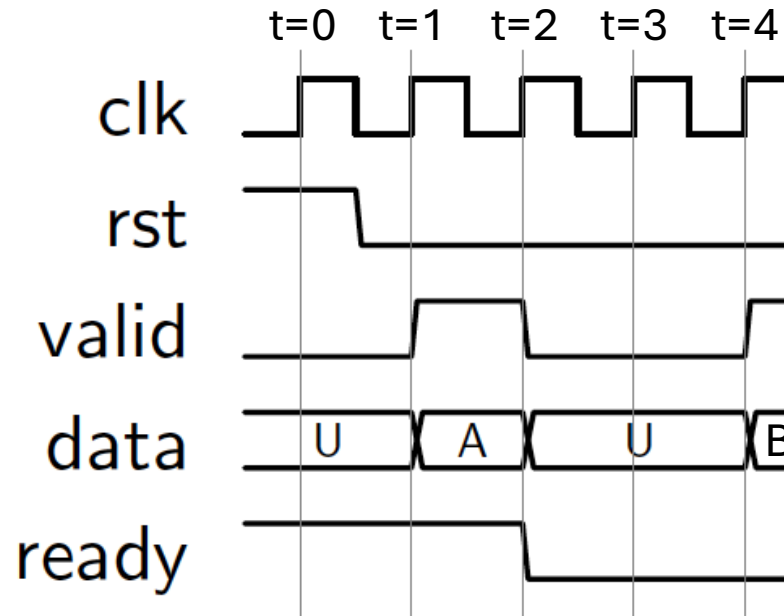 t=0 t=1 t=2 t=3 t=4
clk
rst
valid
data U A U B
ready